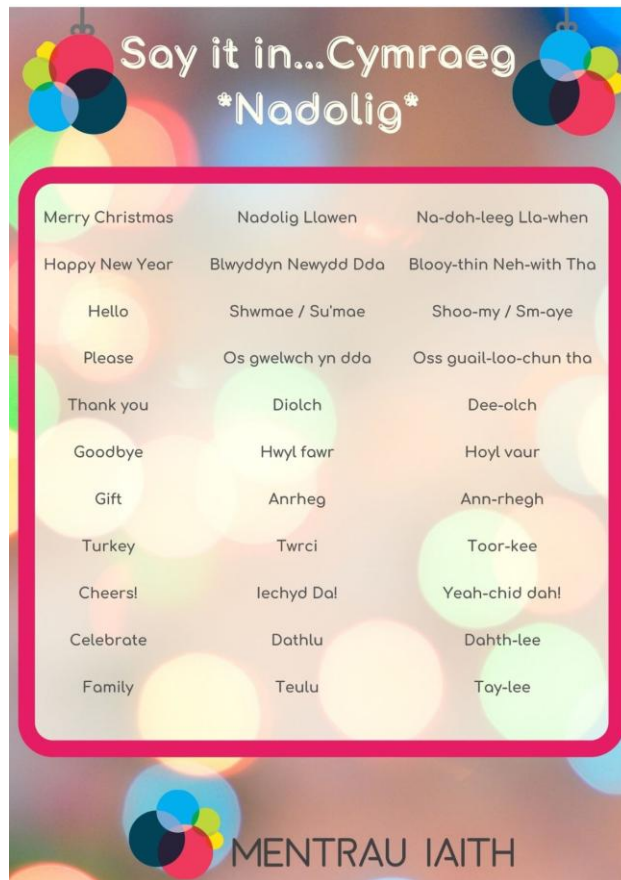 Say it in...Cymraeg
*Nadolig*
Merry Christmas Nadolig Llawen Na-doh-leeg Lla-when
Happy New Year Blwyddyn Newydd Dda Blooy-thin Neh-with Tha
Hello Shwmae / Su'mae Shoo-my / Sm-aye
Please Os gwelwch yn dda Oss guail-loo-chun tha
Thank you Diolch Dee-olch
Goodbye Hwyl fawr Hoyl vaur
Gift Anrheg Ann-rhegh
Turkey Twrci Toor-kee
Cheers! Iechyd Da! Yeah-chid dah!
Celebrate Dathlu Dahth-lee
Family Teulu Tay-lee
MENTRAU IAITH